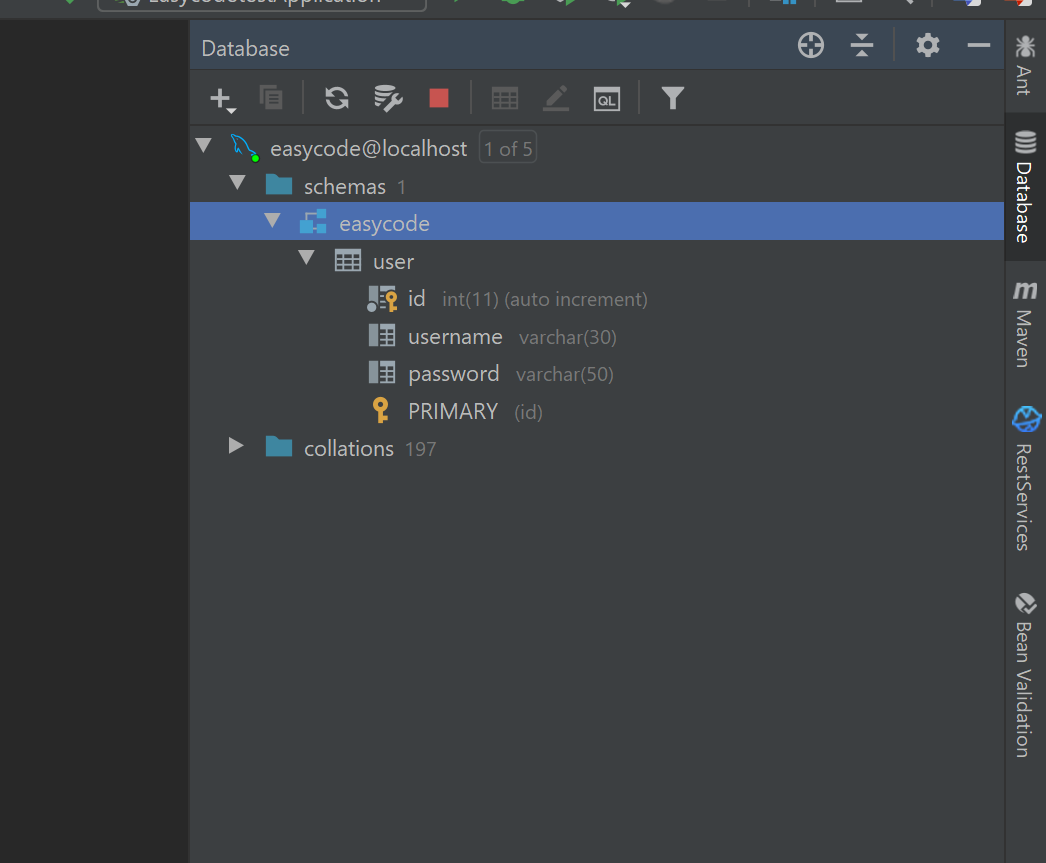 Database
QL
easycode@localhost 1 of 5
schemas 1
easycode
user
id int(11) (auto increment)
username varchar(30)
password varchar(50)
PRIMARY (id)
collations 197
Ant
Database
m
Maven
RestServices
Bean Validation